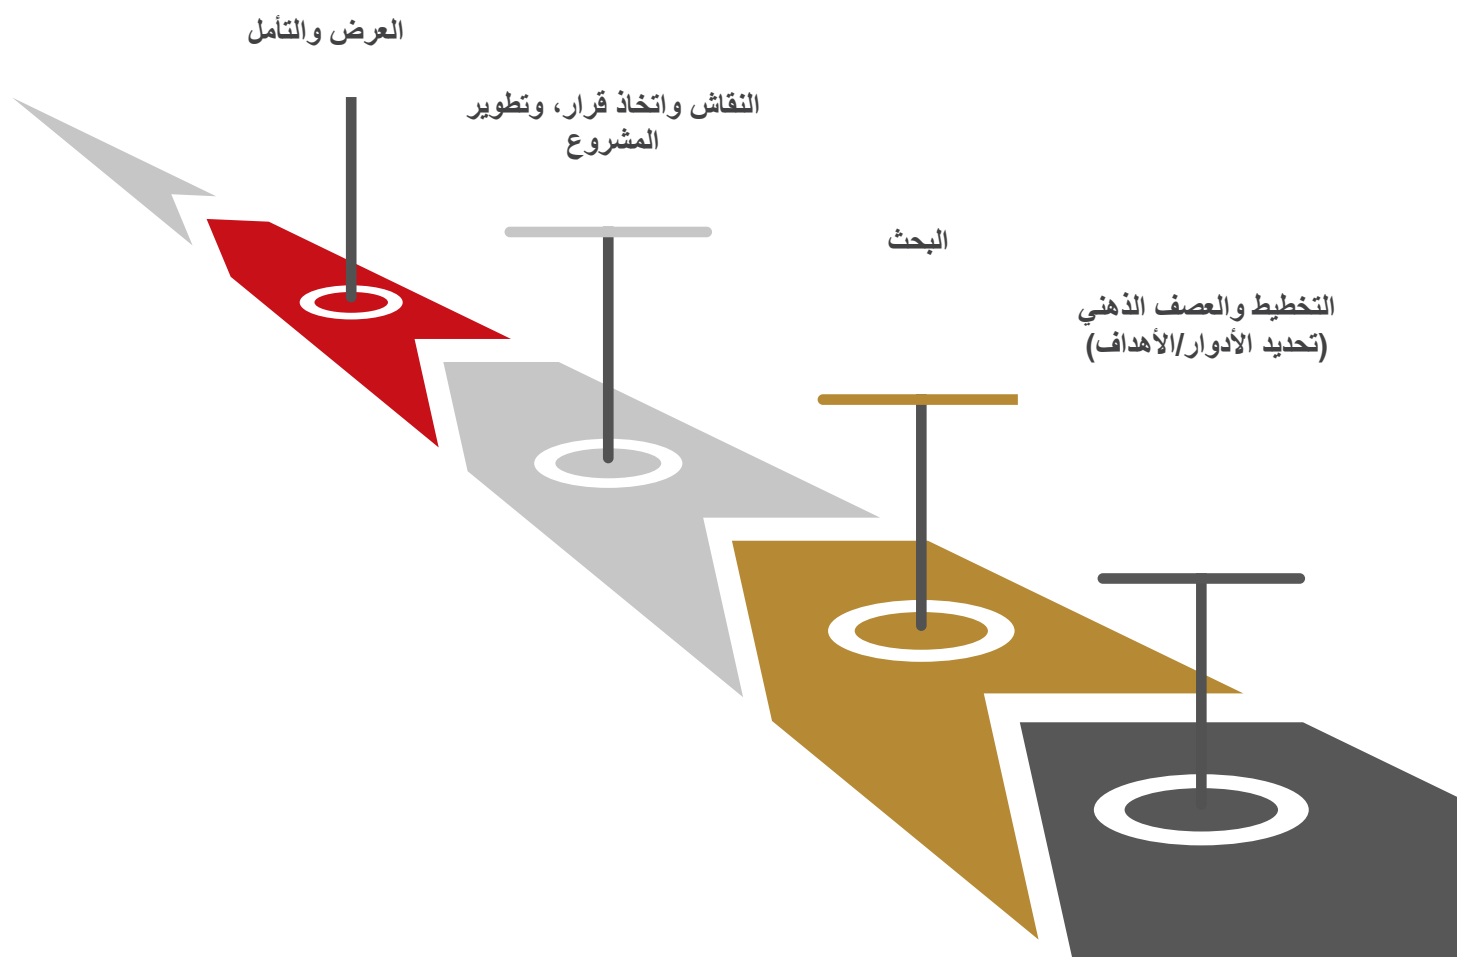 العرض والتأمل
النقاش واتخاذ قرار، وتطوير
المشروع
البحث
التخطيط والعصف الذهني
(تحديد الأدوار/الأهداف)